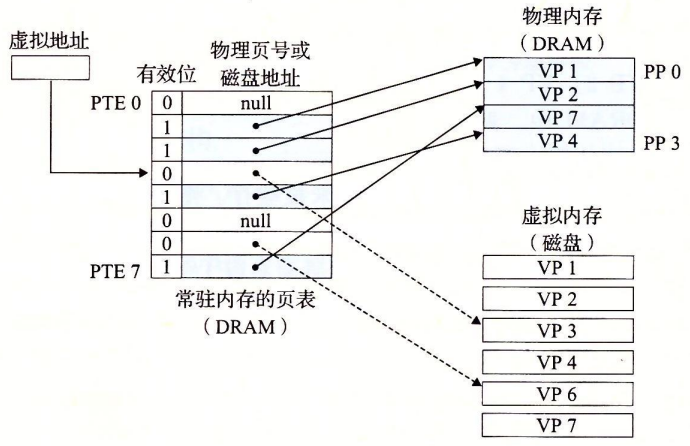 虚拟地址
有效位
物理页号或
磁盘地址
PTE 0 0 null
1
1
0
1
0 null
0
PTE 7 1
常驻内存的页表
（DRAM）
物理内存
（DRAM）
VP 1 PP 0
VP 2
VP 7
VP 4 PP 3
虚拟内存
（磁盘）
VP 1
VP 2
VP 3
VP 4
VP 6
VP 7